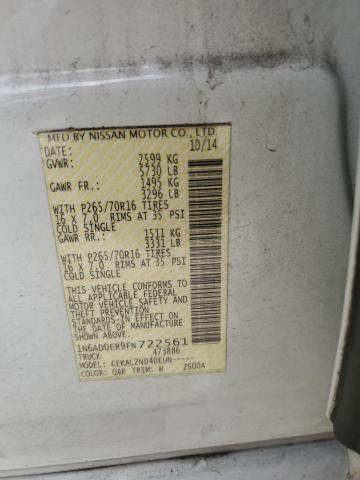 MFD BY NISSAN MOTOR CO., LTD.
DATE: 10/14
GVWR: 2599 KG
5730 LB
GAWR FR.: 1495 KG
3296 LB
WITH P265/70R16 TIRES
16 X 7.0 RIMS AT 35 PSI
COLD SINGLE
GAWR RR.: 1511 KG
3331 LB
WITH P265/70R16 TIRES
16 X 7.0 RIMS AT 35 PSI
COLD SINGLE
THIS VEHICLE CONFORMS TO
ALL APPLICABLE FEDERAL
MOTOR VEHICLE SAFETY AND
THEFT PREVENTION
STANDARDS IN EFFECT ON
THE DATE OF MANUFACTURE
SHOWN ABOVE
1N6AD0ER9FN722561
TRUCK 473886
MODEL: CEKALZND40EUN-----
COLOR: QAK TRIM: W ZS00A